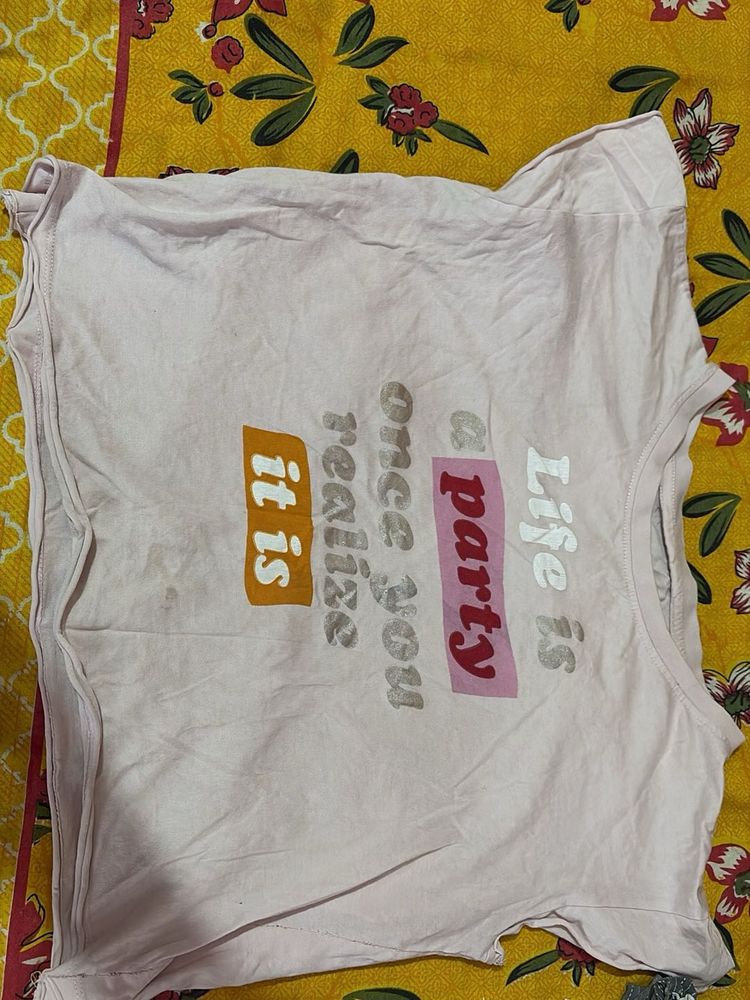 Life is
a party
once you
realize
it is